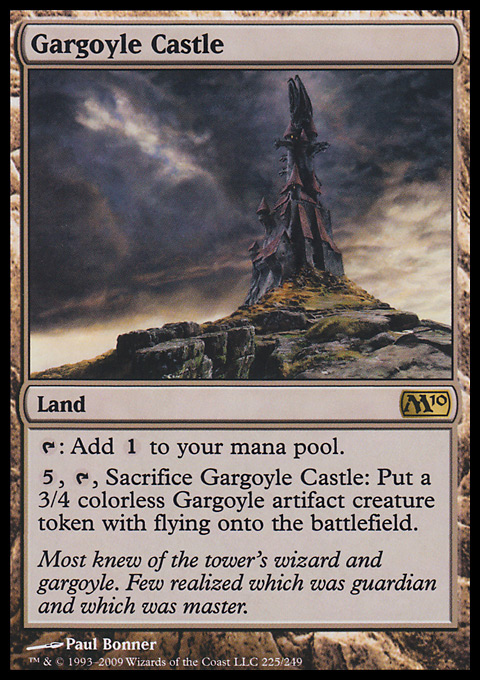 Gargoyle Castle
Land
M10
: Add 1 to your mana pool.
5, , Sacrifice Gargoyle Castle: Put a
3/4 colorless Gargoyle artifact creature
token with flying onto the battlefield.
Most knew of the tower's wizard and
gargoyle. Few realized which was guardian
and which was master.
Paul Bonner
™ & © 1993–2009 Wizards of the Coast LLC 225/249